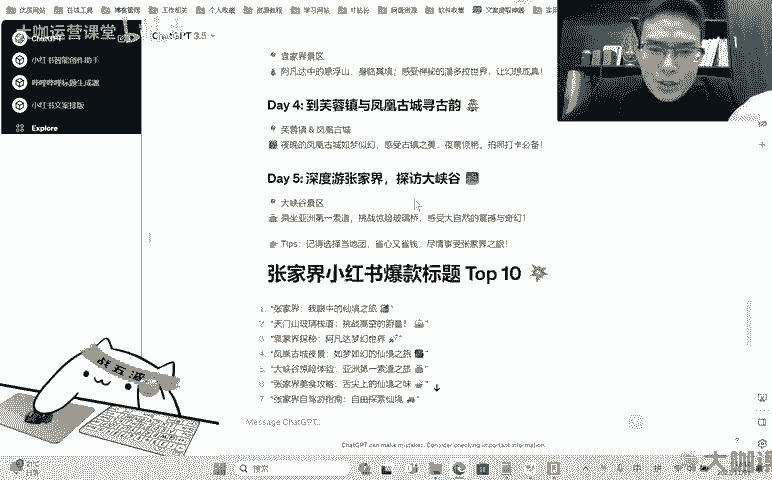 优质网站 在线工具 博客管理 工作相关 个人收藏 资源教程 学习网站 叶站长 网盘资源 软件收集 文案提取神器
大咖运营课堂
ChatGPT 3.5
小红书智能创作助手
哔哩哔哩标题生成器
小红书文案排版
Explore
袁家界景区
阿凡达中的悬浮山,身临其境;感受神秘的潘多拉世界,让幻想成真!
Day 4: 到芙蓉镇与凤凰古城寻古韵
芙蓉镇 & 凤凰古城
夜晚的凤凰古城如梦似幻,感受古镇之美,夜景惊艳,拍照打卡必备!
Day 5: 深度游张家界,探访大峡谷
大峡谷景区
乘坐亚洲第一索道,挑战惊险玻璃桥,感受大自然的震撼与奇幻!
Tips:记得选择当地团,省心又省钱,尽情享受张家界之旅!
张家界小红书爆款标题 Top 10
1. "张家界:我眼中的仙境之旅"
2. "天门山玻璃栈道:挑战高空的胆量!"
3. "袁家界探秘:阿凡达梦幻世界"
4. "凤凰古城夜景:如梦如幻的仙境之旅"
5. "大峡谷惊险体验:亚洲第一索道之旅"
6. "张家界美食攻略:舌尖上的仙境之味"
7. "张家界自驾游指南:自由探索仙境"
战五渣
Message ChatGPT...
ChatGPT can make mistakes. Consider checking important information.
21°C
搜索
中
大咖课